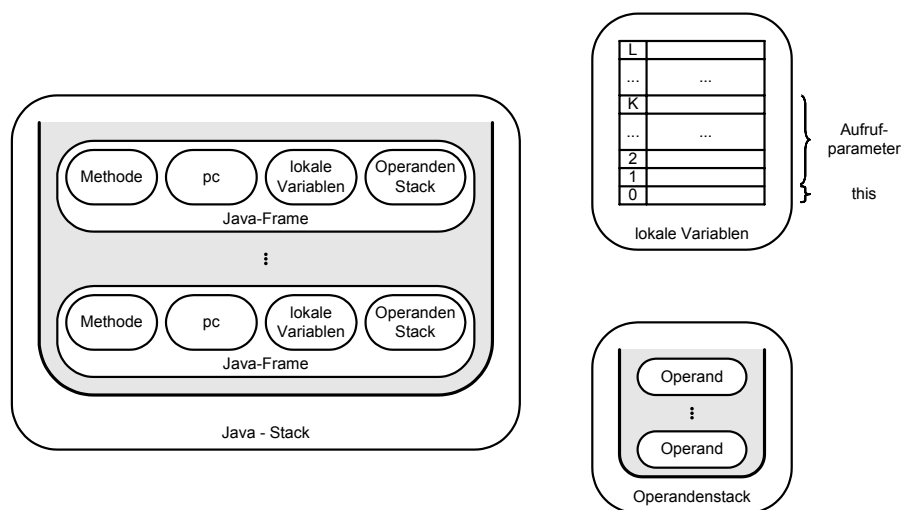 Methode
pc
lokale
Variablen
Operanden
Stack
Java-Frame
Methode
pc
lokale
Variablen
Operanden
Stack
Java-Frame
Java - Stack
L
... ...
K
... ...
2
1
0
lokale Variablen
Aufruf-
parameter
this
Operand
Operand
Operandenstack